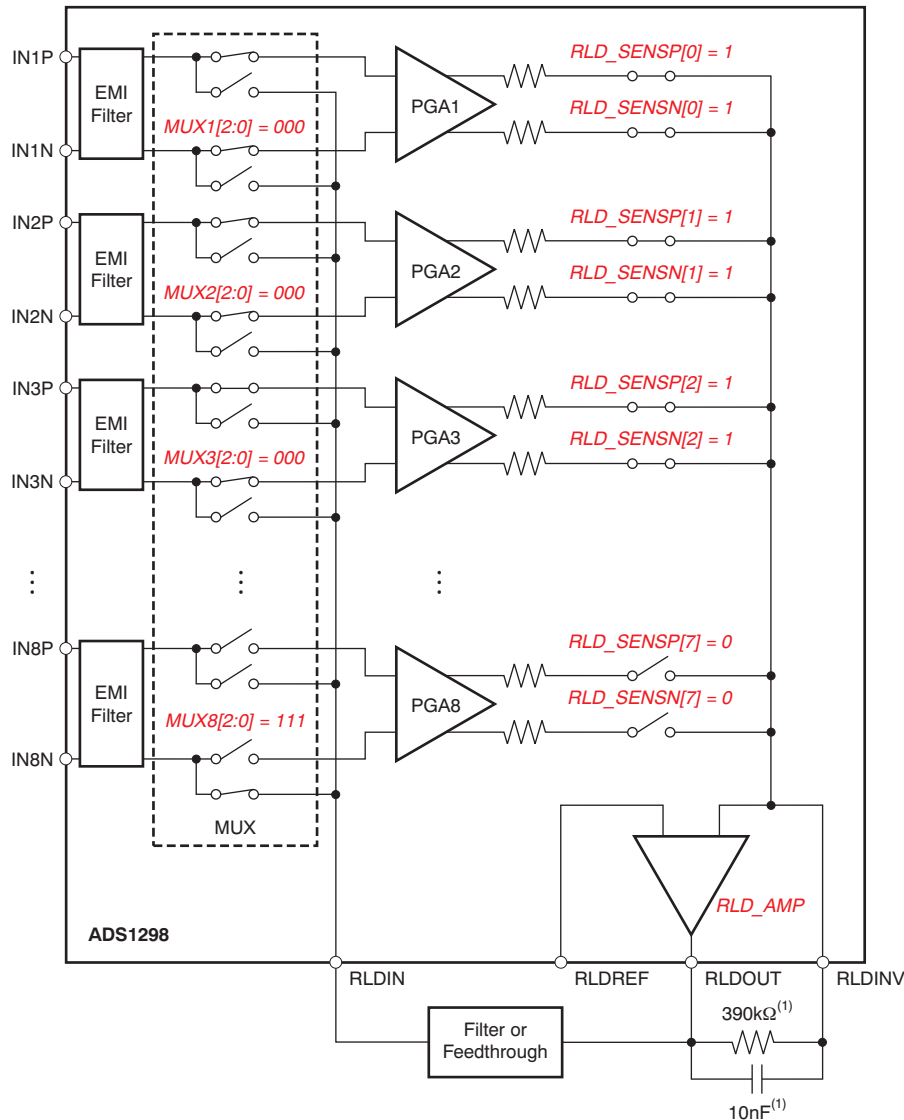 IN1P
EMI
Filter
IN1N
MUX1[2:0] = 000
PGA1
RLD_SENSP[0] = 1
RLD_SENSN[0] = 1
IN2P
EMI
Filter
IN2N
MUX2[2:0] = 000
PGA2
RLD_SENSP[1] = 1
RLD_SENSN[1] = 1
IN3P
EMI
Filter
IN3N
MUX3[2:0] = 000
PGA3
RLD_SENSP[2] = 1
RLD_SENSN[2] = 1
IN8P
EMI
Filter
IN8N
MUX8[2:0] = 111
PGA8
RLD_SENSP[7] = 0
RLD_SENSN[7] = 0
MUX
RLD_AMP
ADS1298
RLDIN
RLDREF
RLDOUT
RLDINV
Filter or
Feedthrough
390kΩ(1)
10nF(1)